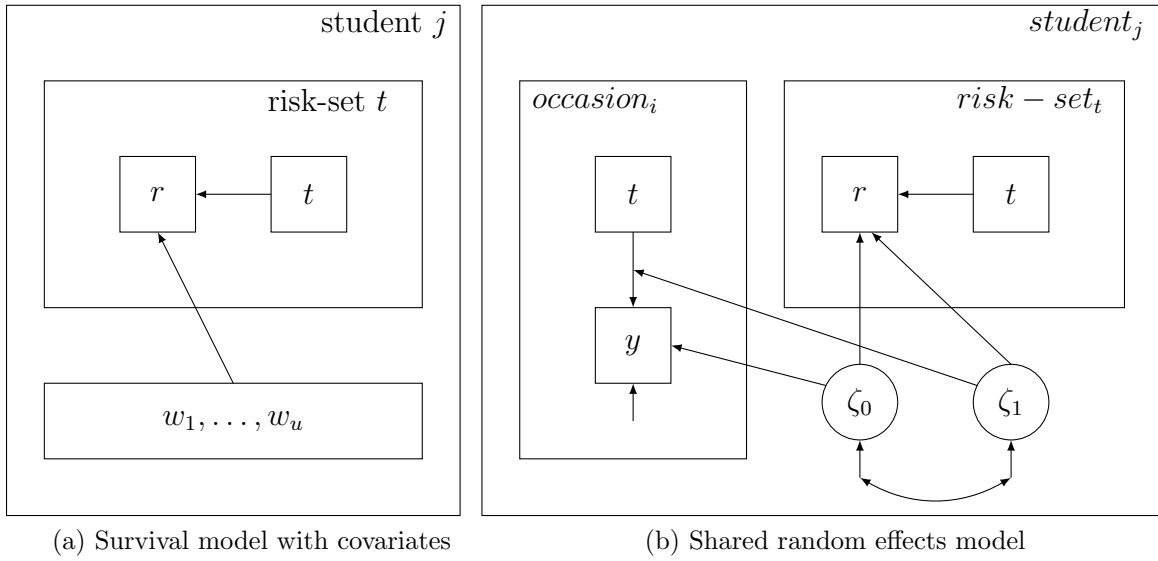 student j
risk-set t
r
t
w₁, . . . , wᵤ
(a) Survival model with covariates
studentⱼ
occasionᵢ
risk − setₜ
t
r
t
y
ζ₀
ζ₁
(b) Shared random effects model